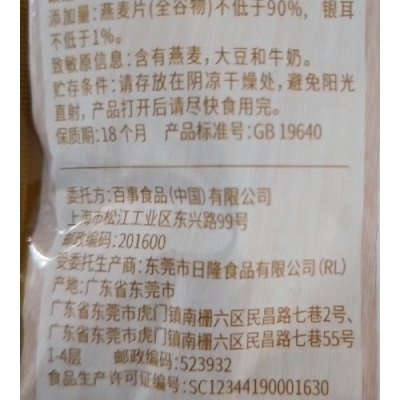 添加量:燕麦片(全谷物)不低于90%,银耳
不低于1%。
致敏原信息:含有燕麦,大豆和牛奶。
贮存条件:请存放在阴凉干燥处,避免阳光
直射,产品打开后请尽快食用完。
保质期:18个月 产品标准号:GB 19640
委托方:百事食品(中国)有限公司
上海市松江工业区东兴路99号
邮政编码:201600
受委托生产商:东莞市日隆食品有限公司(RL)
产地:广东省东莞市
广东省东莞市虎门镇南栅六区民昌路七巷2号、
广东省东莞市虎门镇南栅六区民昌路七巷55号
1-4层 邮政编码:523932
食品生产许可证编号:SC12344190001630